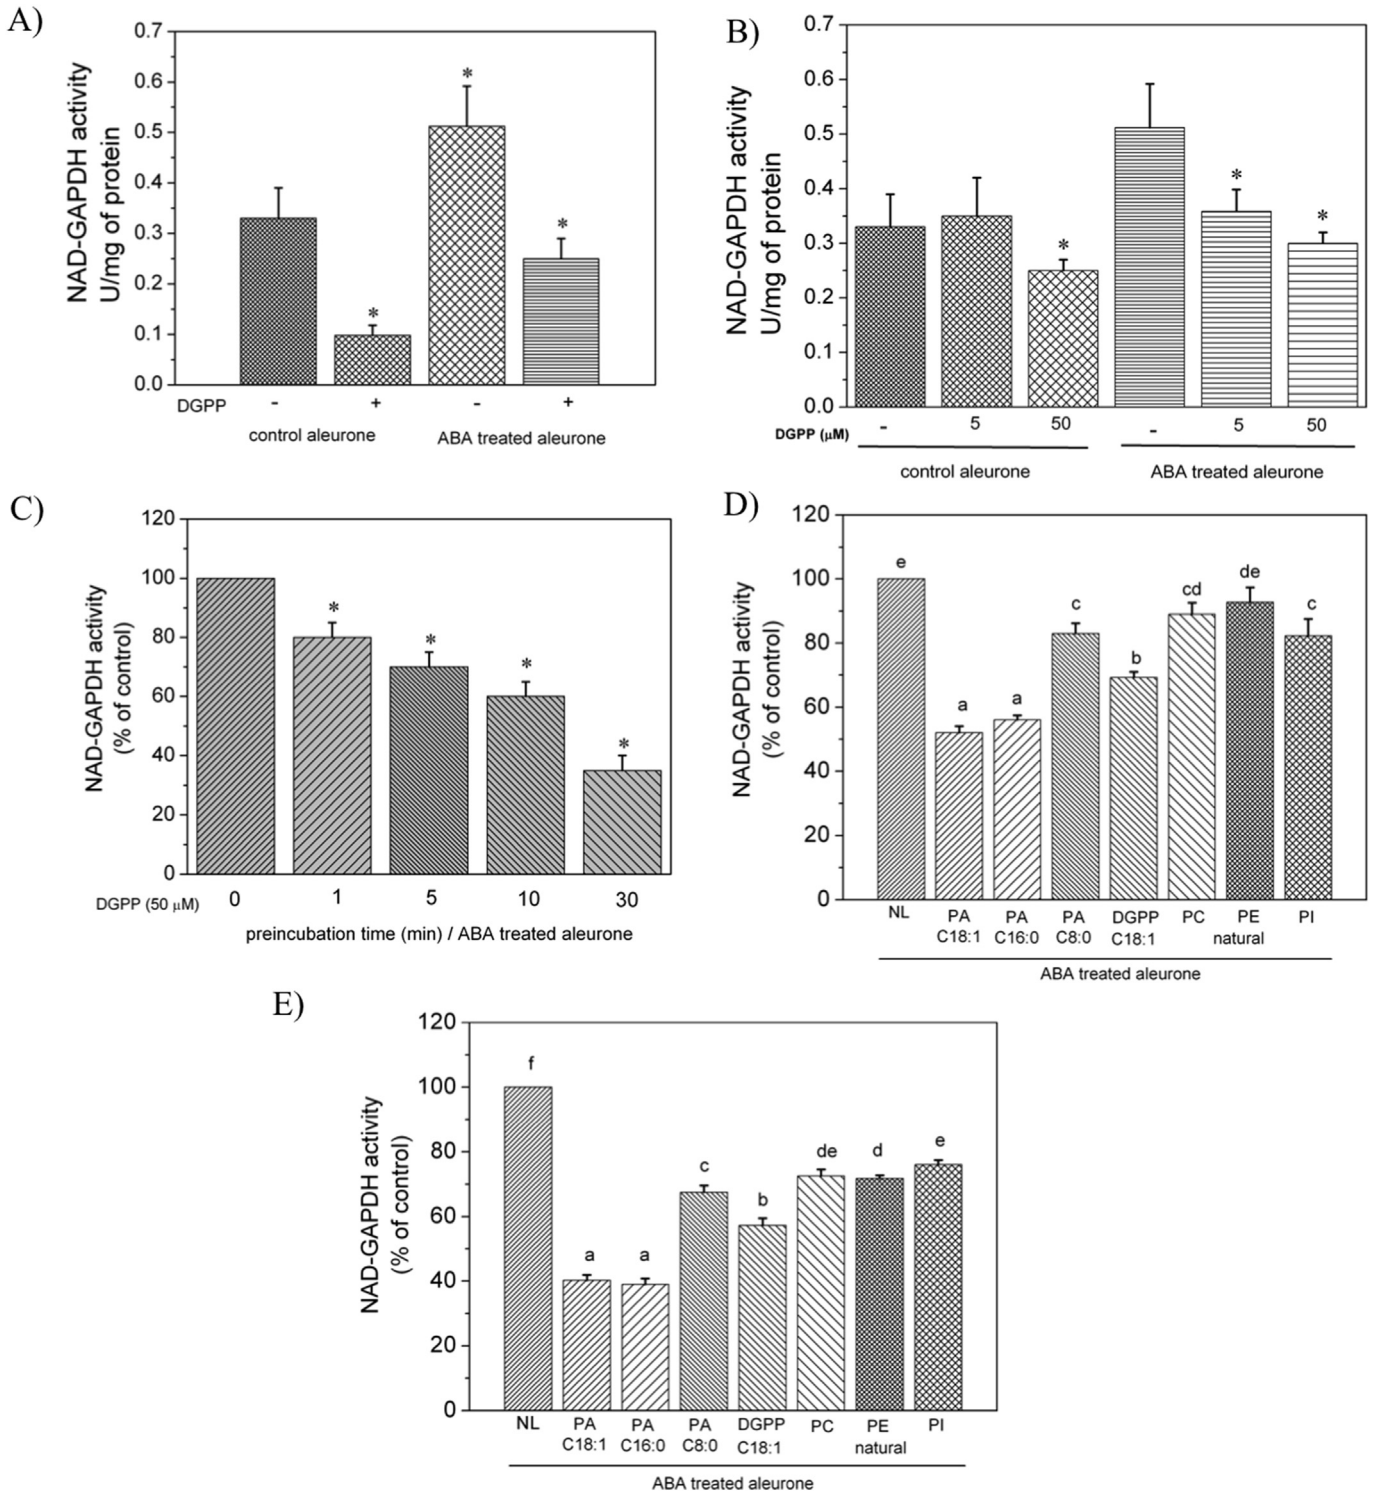 A)
NAD-GAPDH activity
U/mg of protein
0.7
0.6
0.5
0.4
0.3
0.2
0.1
0.0
*
*
*
DGPP - + - +
control aleurone ABA treated aleurone
B)
NAD-GAPDH activity
U/mg of protein
0.7
0.6
0.5
0.4
0.3
0.2
0.1
0.0
*
*
*
DGPP (μM) - 5 50 - 5 50
control aleurone ABA treated aleurone
C)
NAD-GAPDH activity
(% of control)
120
100
80
60
40
20
0
*
*
*
*
DGPP (50 μM) 0 1 5 10 30
preincubation time (min) / ABA treated aleurone
D)
NAD-GAPDH activity
(% of control)
120
100
80
60
40
20
0
e a a c b cd de c
NL PA PA PA DGPP PC PE PI
C18:1 C16:0 C8:0 C18:1 natural
ABA treated aleurone
E)
NAD-GAPDH activity
(% of control)
120
100
80
60
40
20
0
f a a c b de d e
NL PA PA PA DGPP PC PE PI
C18:1 C16:0 C8:0 C18:1 natural
ABA treated aleurone